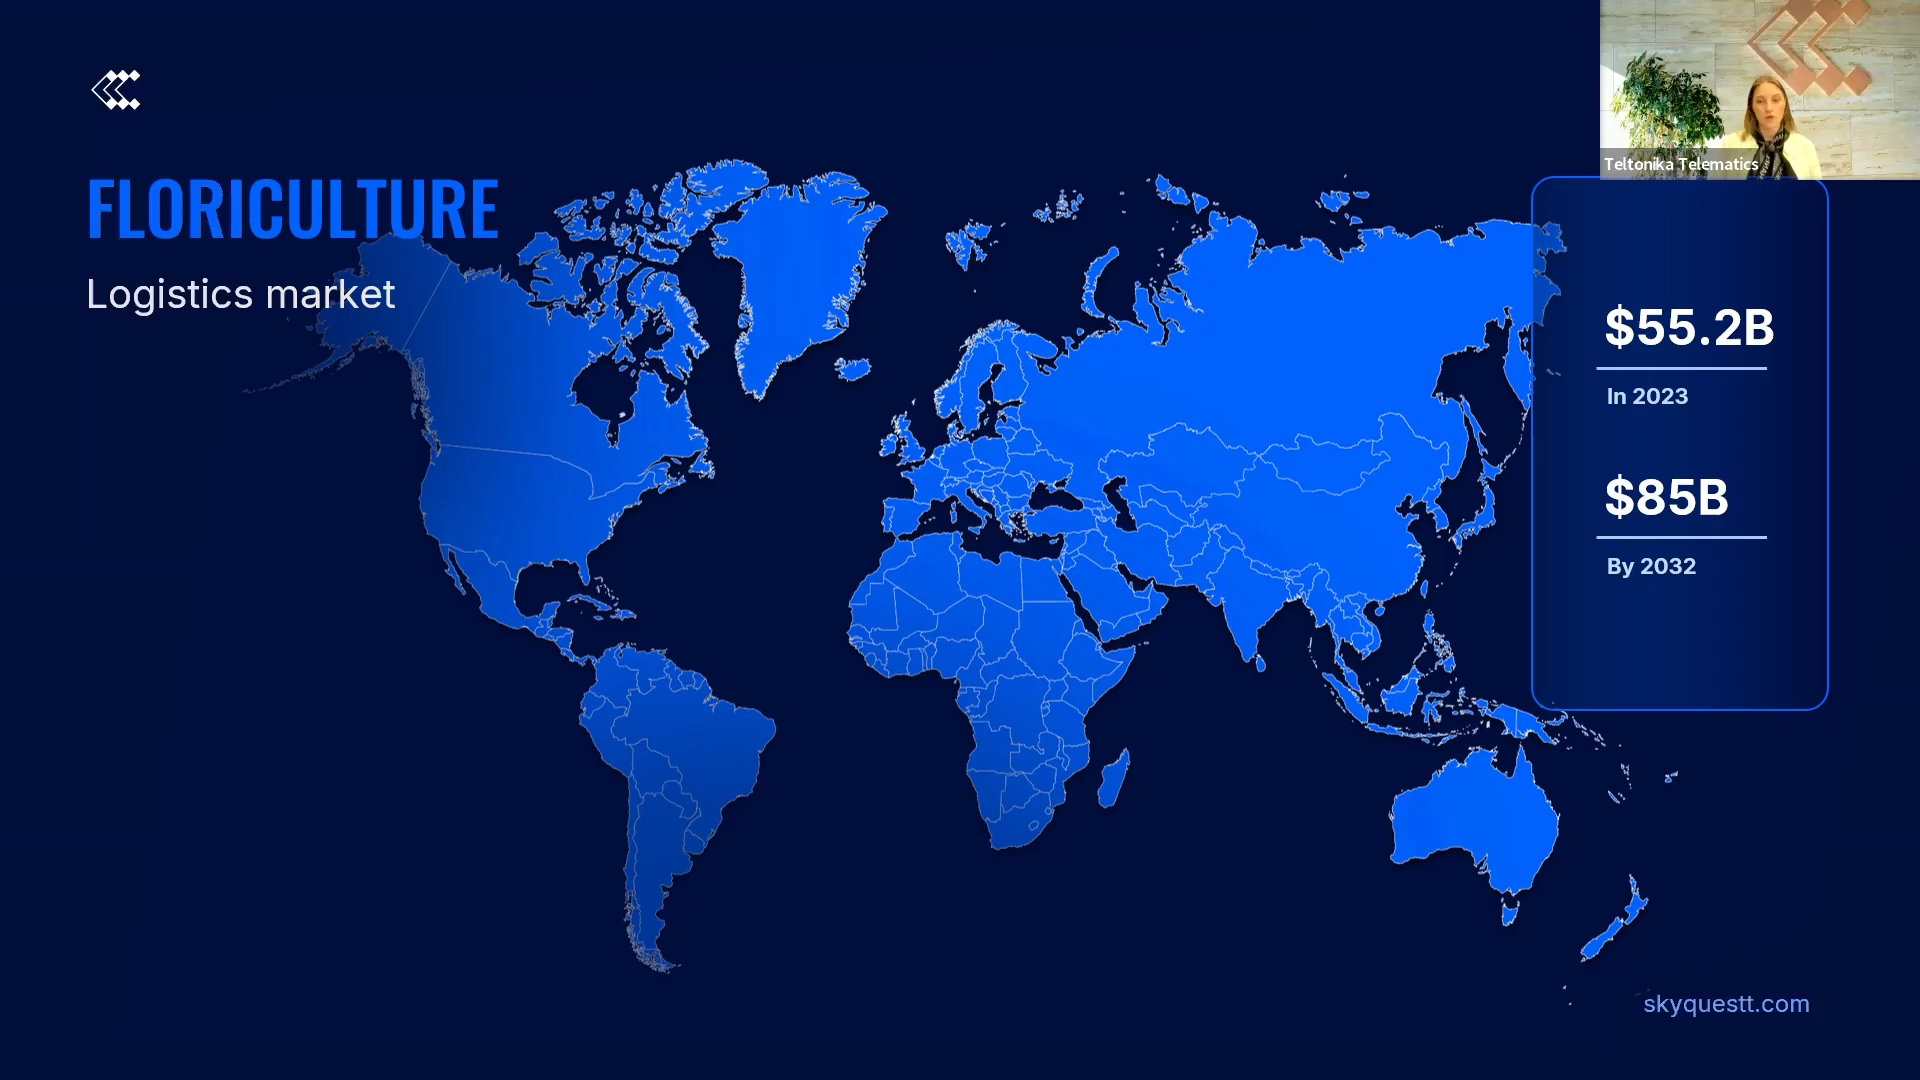 Teltonika Telematics
FLORICULTURE
Logistics market
$55.2B
In 2023
$85B
By 2032
skyquestt.com